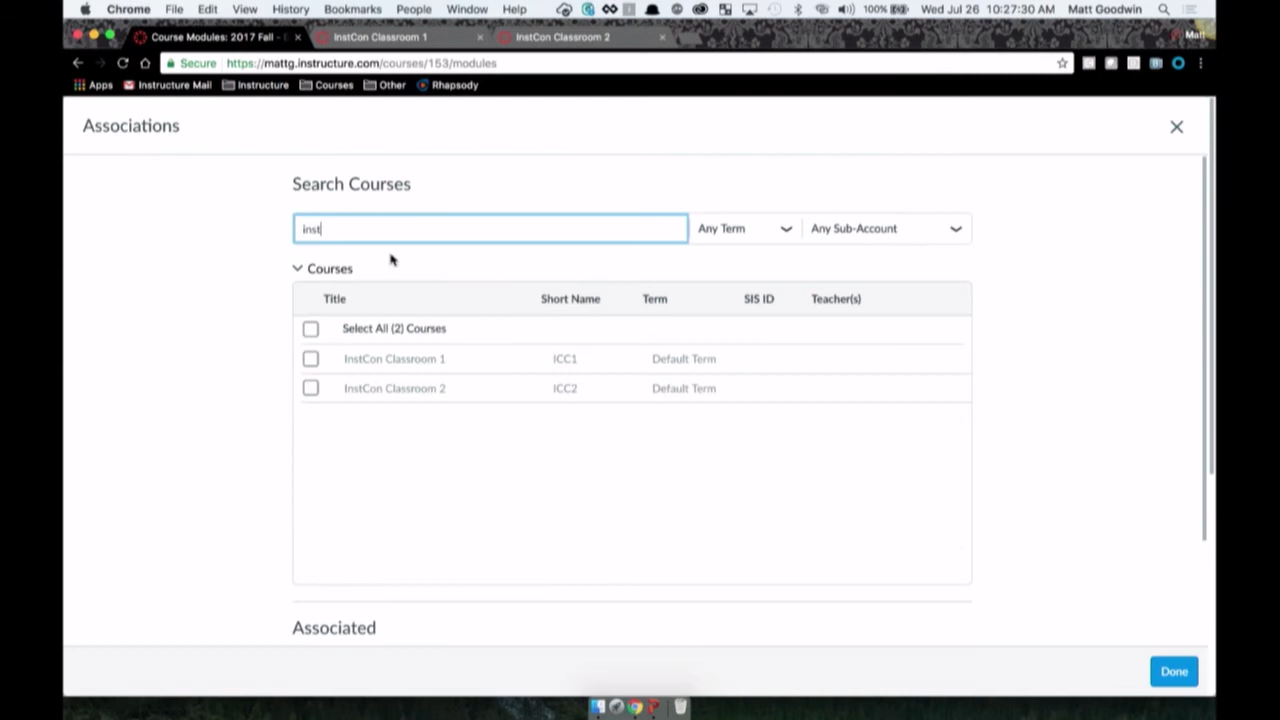 Chrome File Edit View History Bookmarks People Window Help 100% Wed Jul 26 10:27:30 AM Matt Goodwin
Course Modules: 2017 Fall - InstCon Classroom 1 InstCon Classroom 2 Matt
Secure https://mattg.instructure.com/courses/153/modules
Apps Instructure Mail Instructure Courses Other Rhapsody
Associations
Search Courses
inst Any Term Any Sub-Account
Courses
Title Short Name Term SIS ID Teacher(s)
Select All (2) Courses
InstCon Classroom 1 ICC1 Default Term
InstCon Classroom 2 ICC2 Default Term
Associated
Done